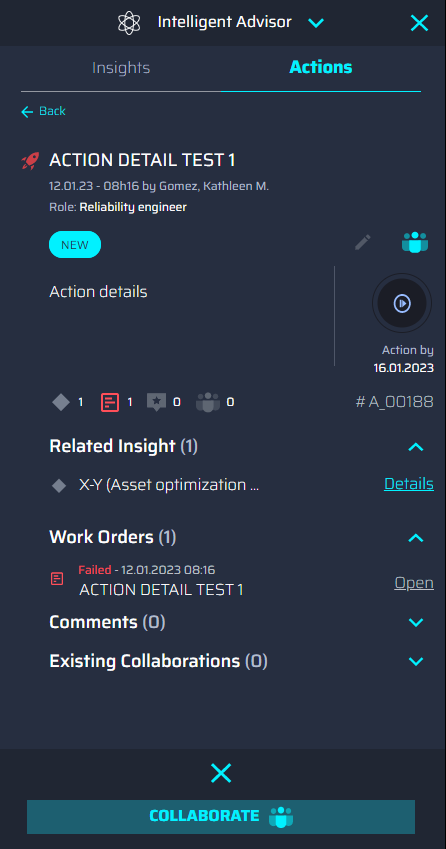 Intelligent Advisor
Insights
Actions
Back
ACTION DETAIL TEST 1
12.01.23 - 08h16 by Gomez, Kathleen M.
Role: Reliability engineer
NEW
Action details
Action by
16.01.2023
1 1 0 0 # A_00188
Related Insight (1)
X-Y (Asset optimization ... Details
Work Orders (1)
Failed - 12.01.2023 08:16
ACTION DETAIL TEST 1 Open
Comments (0)
Existing Collaborations (0)
COLLABORATE